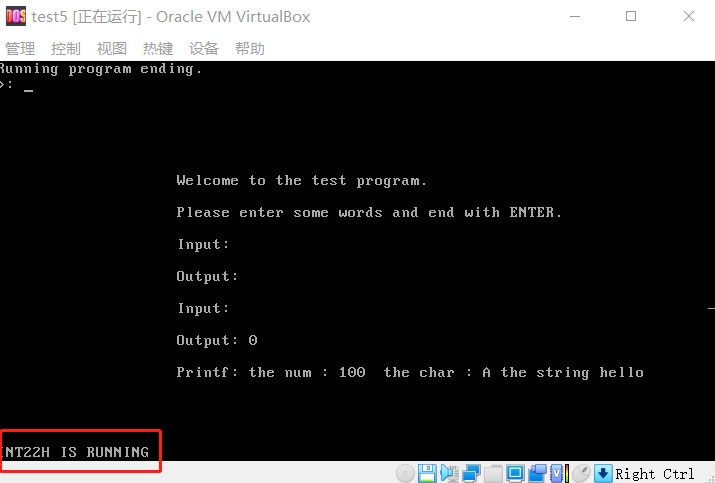 test5 [正在运行] - Oracle VM VirtualBox
管理 控制 视图 热键 设备 帮助
Running program ending.
>: _
Welcome to the test program.
Please enter some words and end with ENTER.
Input:
Output:
Input:
Output: 0
Printf: the num : 100  the char : A the string hello
INT22H IS RUNNING
Right Ctrl